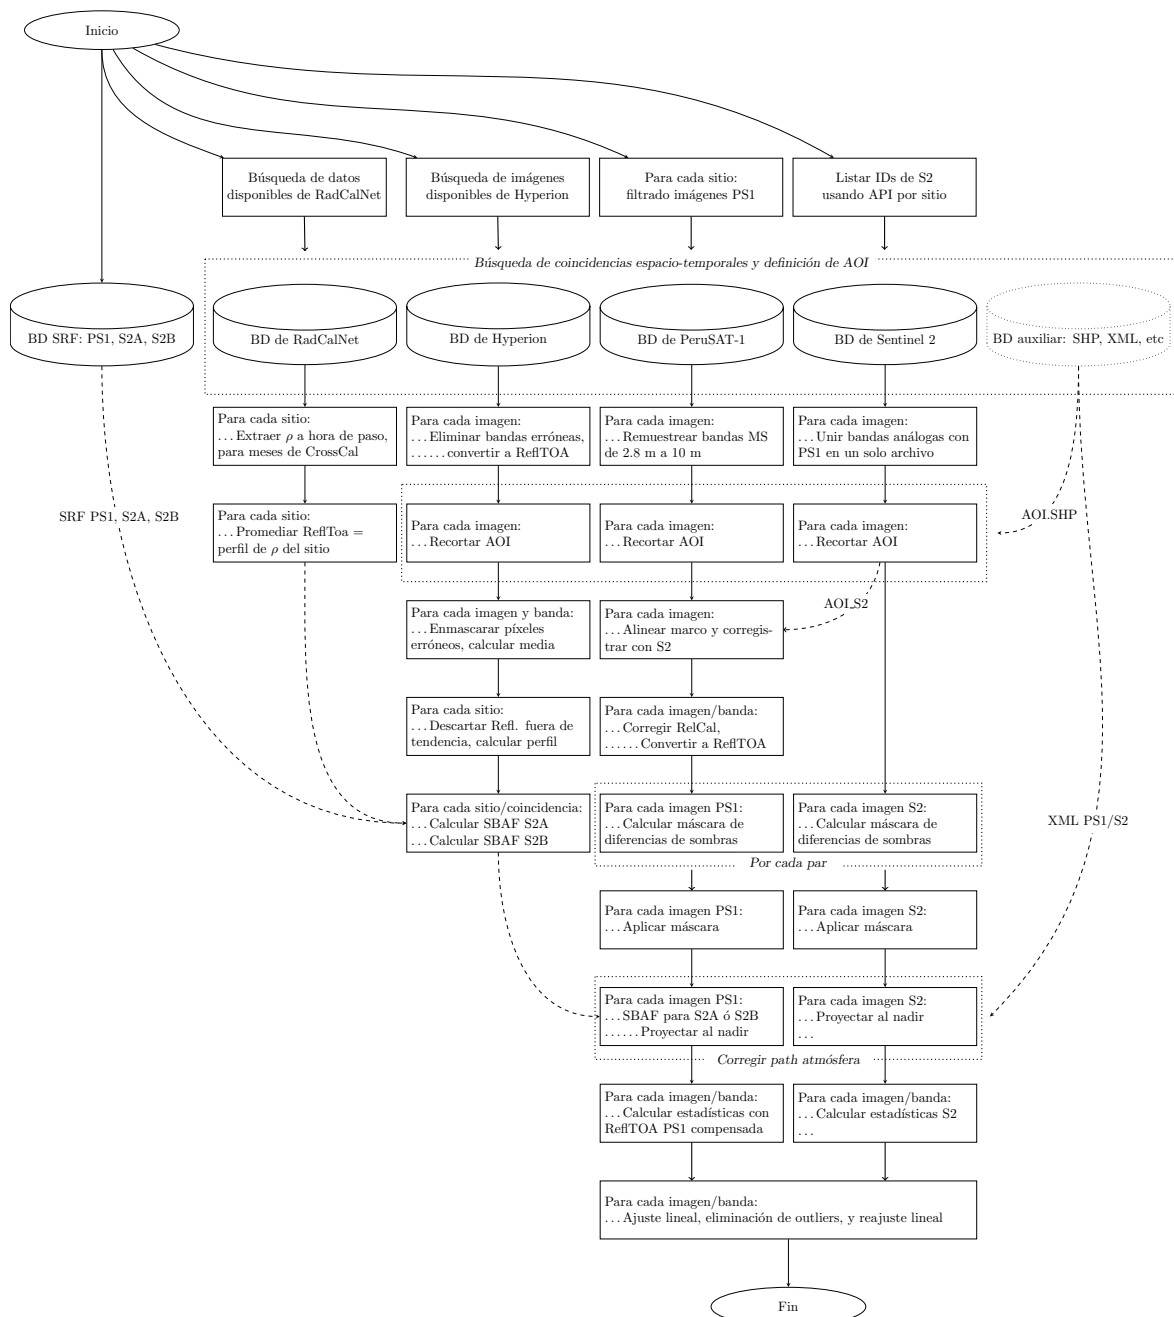 Inicio
Búsqueda de datos
disponibles de RadCalNet
Búsqueda de imágenes
disponibles de Hyperion
Para cada sitio:
filtrado imágenes PS1
Listar IDs de S2
usando API por sitio
Búsqueda de coincidencias espacio-temporales y definición de AOI
BD SRF: PS1, S2A, S2B
BD de RadCalNet
BD de Hyperion
BD de PeruSAT-1
BD de Sentinel 2
BD auxiliar: SHP, XML, etc
Para cada sitio:
...Extraer ρ a hora de paso,
para meses de CrossCal
Para cada imagen:
...Eliminar bandas erróneas,
......convertir a ReflTOA
Para cada imagen:
...Remuestrear bandas MS
de 2.8 m a 10 m
Para cada imagen:
...Unir bandas análogas con
PS1 en un solo archivo
SRF PS1, S2A, S2B
Para cada sitio:
...Promediar ReflToa =
perfil de ρ del sitio
Para cada imagen:
...Recortar AOI
Para cada imagen:
...Recortar AOI
Para cada imagen:
...Recortar AOI
AOI.SHP
Para cada imagen y banda:
...Enmascarar píxeles
erróneos, calcular media
Para cada imagen:
...Alinear marco y corregis-
trar con S2
AOI_S2
Para cada sitio:
...Descartar Refl. fuera de
tendencia, calcular perfil
Para cada imagen/banda:
...Corregir RelCal,
......Convertir a ReflTOA
Para cada sitio/coincidencia:
...Calcular SBAF S2A
...Calcular SBAF S2B
Para cada imagen PS1:
...Calcular máscara de
diferencias de sombras
Para cada imagen S2:
...Calcular máscara de
diferencias de sombras
XML PS1/S2
Por cada par
Para cada imagen PS1:
...Aplicar máscara
Para cada imagen S2:
...Aplicar máscara
Para cada imagen PS1:
...SBAF para S2A ó S2B
......Proyectar al nadir
Para cada imagen S2:
...Proyectar al nadir
...
Corregir path atmósfera
Para cada imagen/banda:
...Calcular estadísticas con
ReflTOA PS1 compensada
Para cada imagen/banda:
...Calcular estadísticas S2
...
Para cada imagen/banda:
...Ajuste lineal, eliminación de outliers, y reajuste lineal
Fin